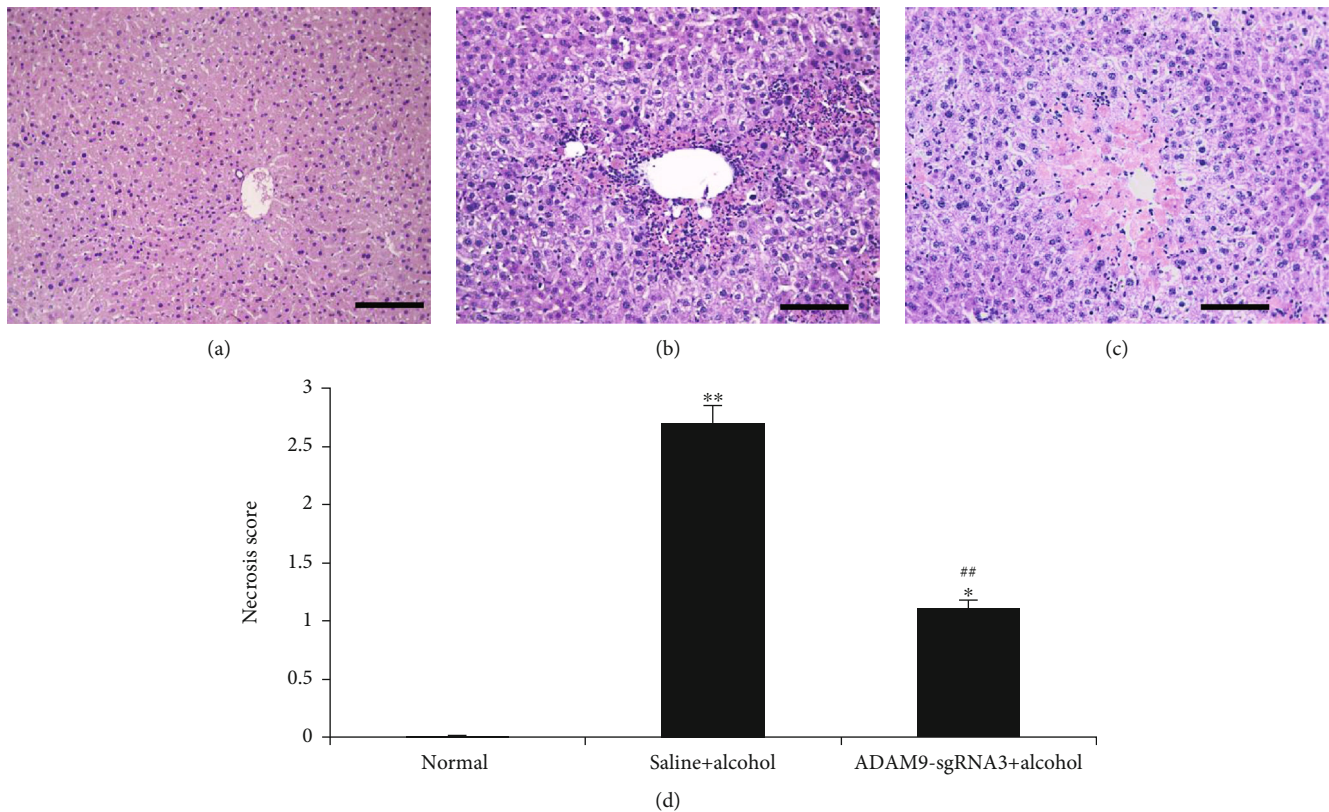 (a)
(b)
(c)
3
2.5
2
1.5
1
0.5
0
Necrosis score
**
##
*
Normal
Saline+alcohol
ADAM9-sgRNA3+alcohol
(d)